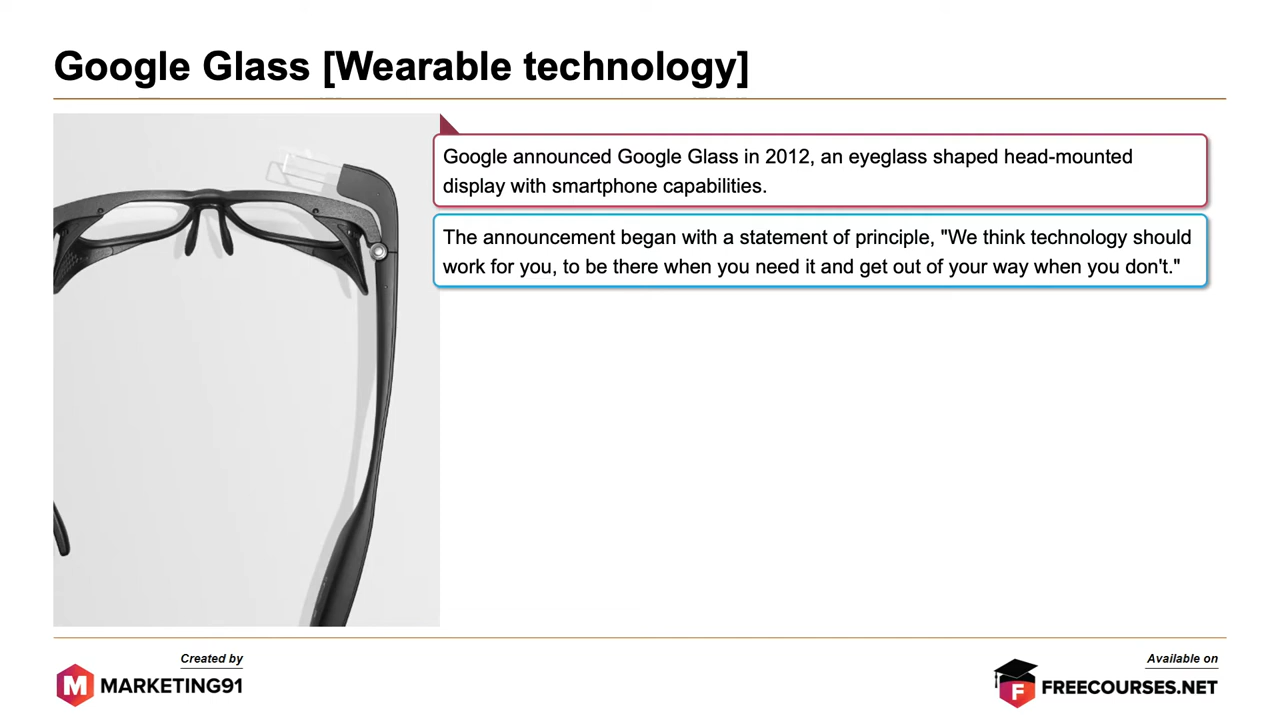 Google Glass [Wearable technology]
Google announced Google Glass in 2012, an eyeglass shaped head-mounted
display with smartphone capabilities.
The announcement began with a statement of principle, "We think technology should
work for you, to be there when you need it and get out of your way when you don't."
Created by
M MARKETING91
Available on
F FREECOURSES.NET